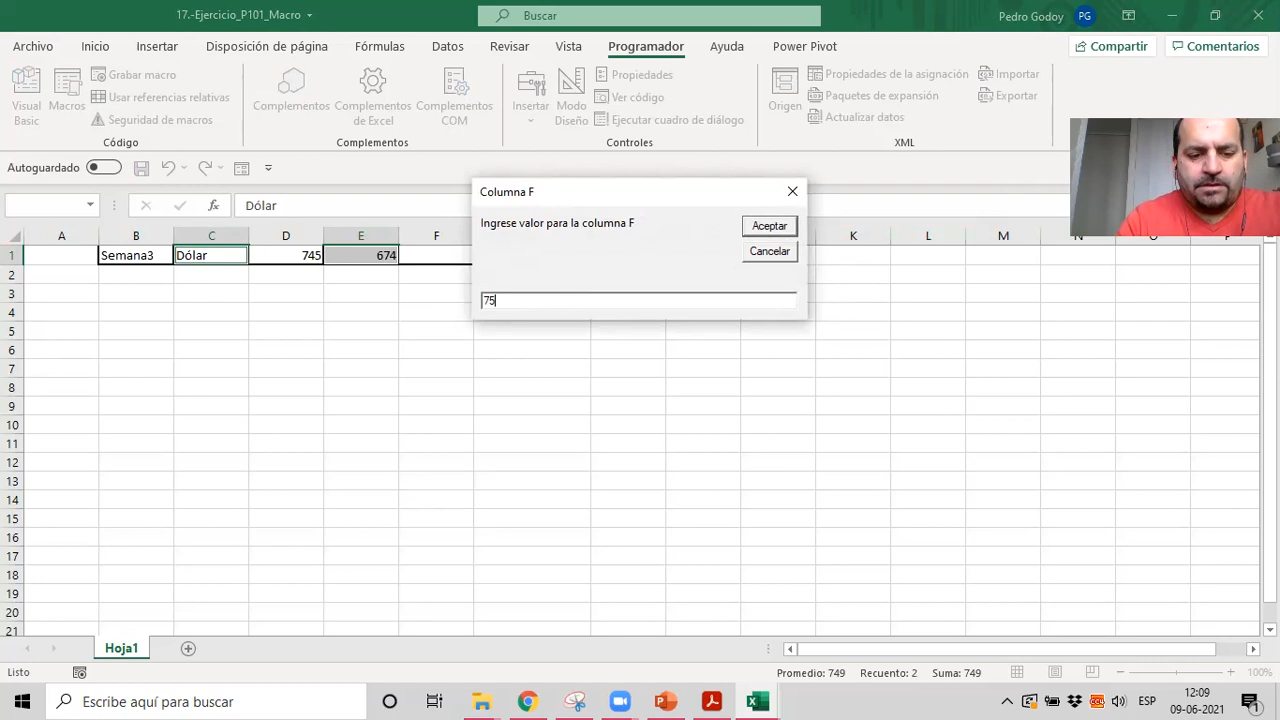 17.-Ejercicio_P101_Macro
Buscar
Pedro Godoy PG
Archivo Inicio Insertar Disposición de página Fórmulas Datos Revisar Vista Programador Ayuda Power Pivot
Compartir Comentarios
Visual Basic
Macros
Grabar macro
Usar referencias relativas
Seguridad de macros
Código
Complementos
Complementos de Excel
Complementos COM
Complementos
Insertar
Modo Diseño
Propiedades
Ver código
Ejecutar cuadro de diálogo
Controles
Origen
Propiedades de la asignación
Paquetes de expansión
Actualizar datos
Importar
Exportar
XML
Autoguardado
fx Dólar
Columna F
Ingrese valor para la columna F
Aceptar
Cancelar
75
A B C D E F K L M N O P
1 Semana3 Dólar 745 674
2
3
4
5
6
7
8
9
10
11
12
13
14
15
16
17
18
19
20
21
Hoja1
Listo
Promedio: 749 Recuento: 2 Suma: 749
100%
Escribe aquí para buscar
ESP
12:09
09-06-2021
1